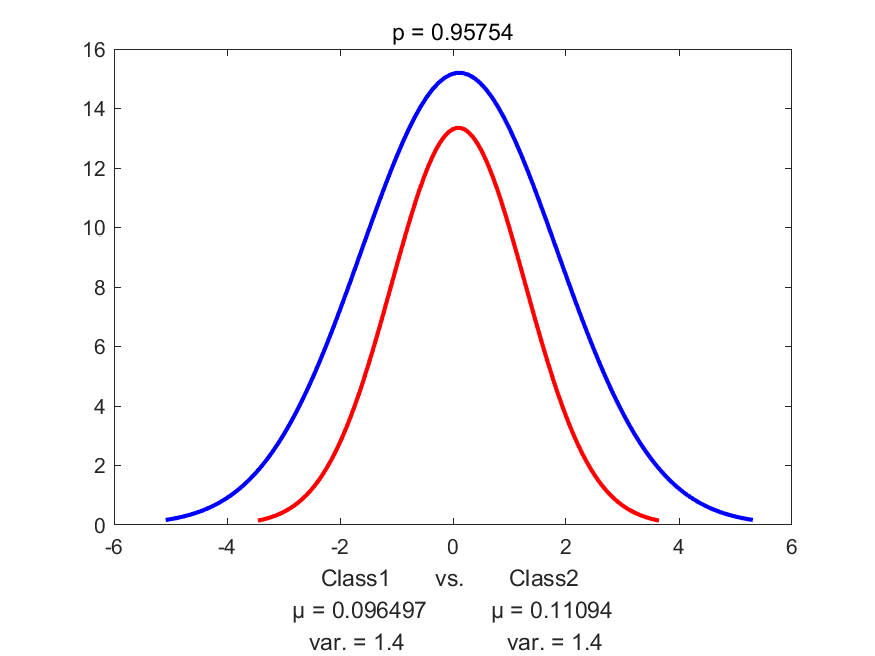 p = 0.95754
16
14
12
10
8
6
4
2
0
-6 -4 -2 0 2 4 6
Class1 vs. Class2
μ = 0.096497 μ = 0.11094
var. = 1.4 var. = 1.4